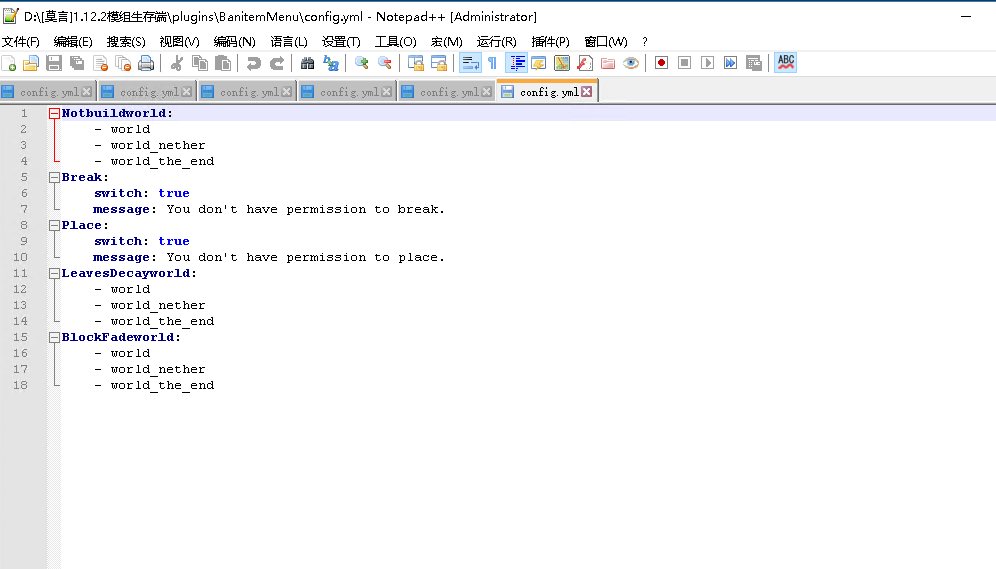 D:\[莫言]1.12.2模组生存端\plugins\BanitemMenu\config.yml - Notepad++ [Administrator]
文件(F) 编辑(E) 搜索(S) 视图(V) 编码(N) 语言(L) 设置(T) 工具(O) 宏(M) 运行(R) 插件(P) 窗口(W) ?
ABC
config.yml config.yml config.yml config.yml config.yml config.yml
1 Notbuildworld:
2 - world
3 - world_nether
4 - world_the_end
5 Break:
6 switch: true
7 message: You don't have permission to break.
8 Place:
9 switch: true
10 message: You don't have permission to place.
11 LeavesDecayworld:
12 - world
13 - world_nether
14 - world_the_end
15 BlockFadeworld:
16 - world
17 - world_nether
18 - world_the_end